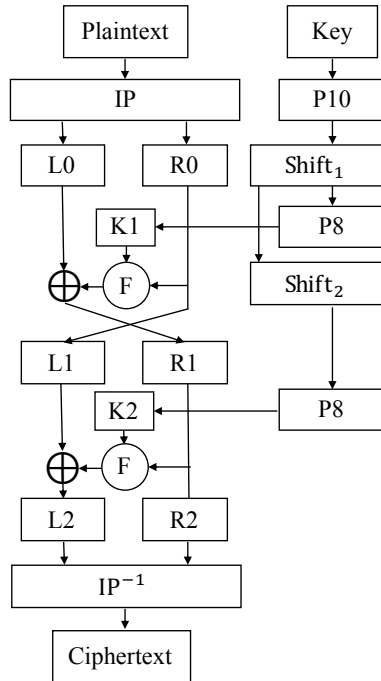 Plaintext
Key
IP
P10
L0
R0
Shift₁
K1
P8
F
Shift₂
L1
R1
K2
P8
F
L2
R2
IP⁻¹
Ciphertext